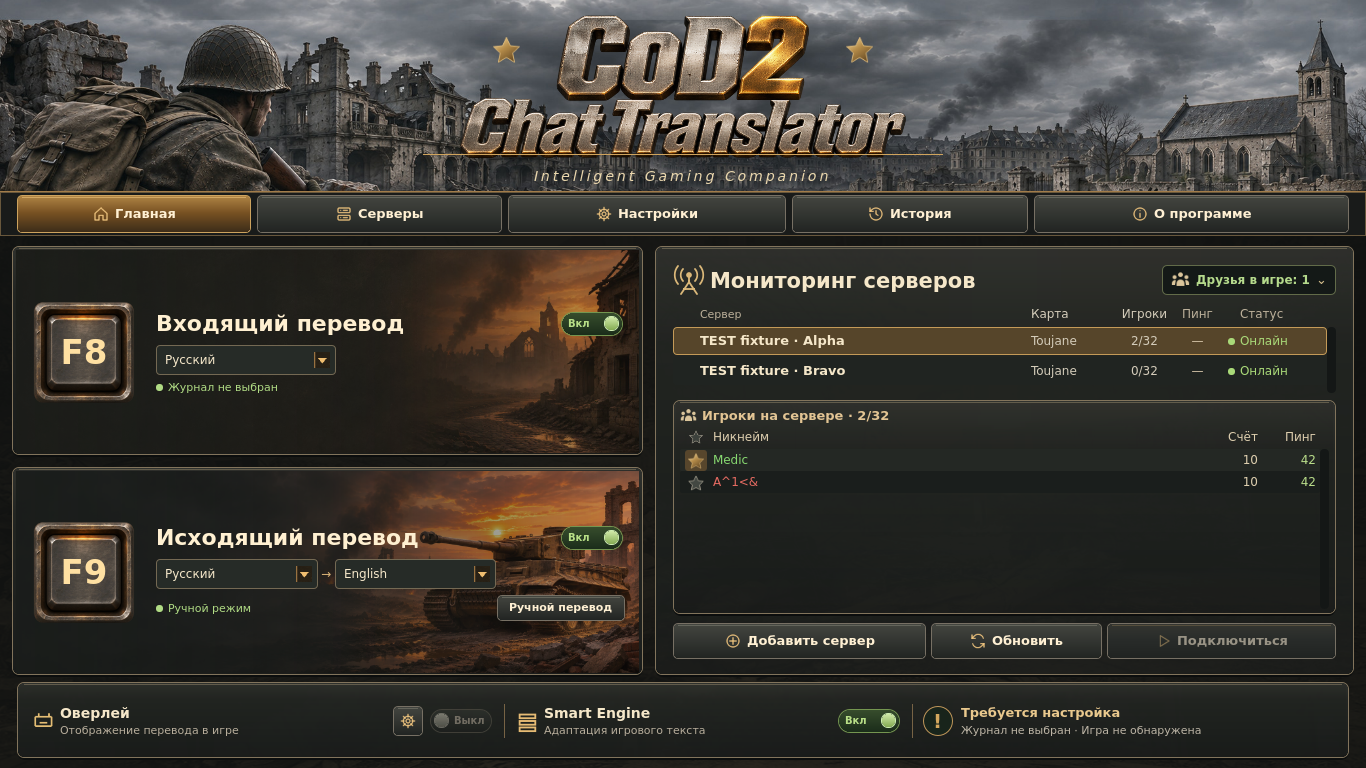 CoD2
Chat Translator
Intelligent Gaming Companion
Главная
Серверы
Настройки
История
О программе
F8
Входящий перевод
Вкл
Русский
Журнал не выбран
F9
Исходящий перевод
Вкл
Русский → English
Ручной режим
Ручной перевод
Мониторинг серверов
Друзья в игре: 1
Сервер Карта Игроки Пинг Статус
TEST fixture · Alpha Toujane 2/32 — Онлайн
TEST fixture · Bravo Toujane 0/32 — Онлайн
Игроки на сервере · 2/32
Никнейм Счёт Пинг
Medic 10 42
A^1<& 10 42
Добавить сервер
Обновить
Подключиться
Оверлей
Отображение перевода в игре
Выкл
Smart Engine
Адаптация игрового текста
Вкл
!
Требуется настройка
Журнал не выбран · Игра не обнаружена